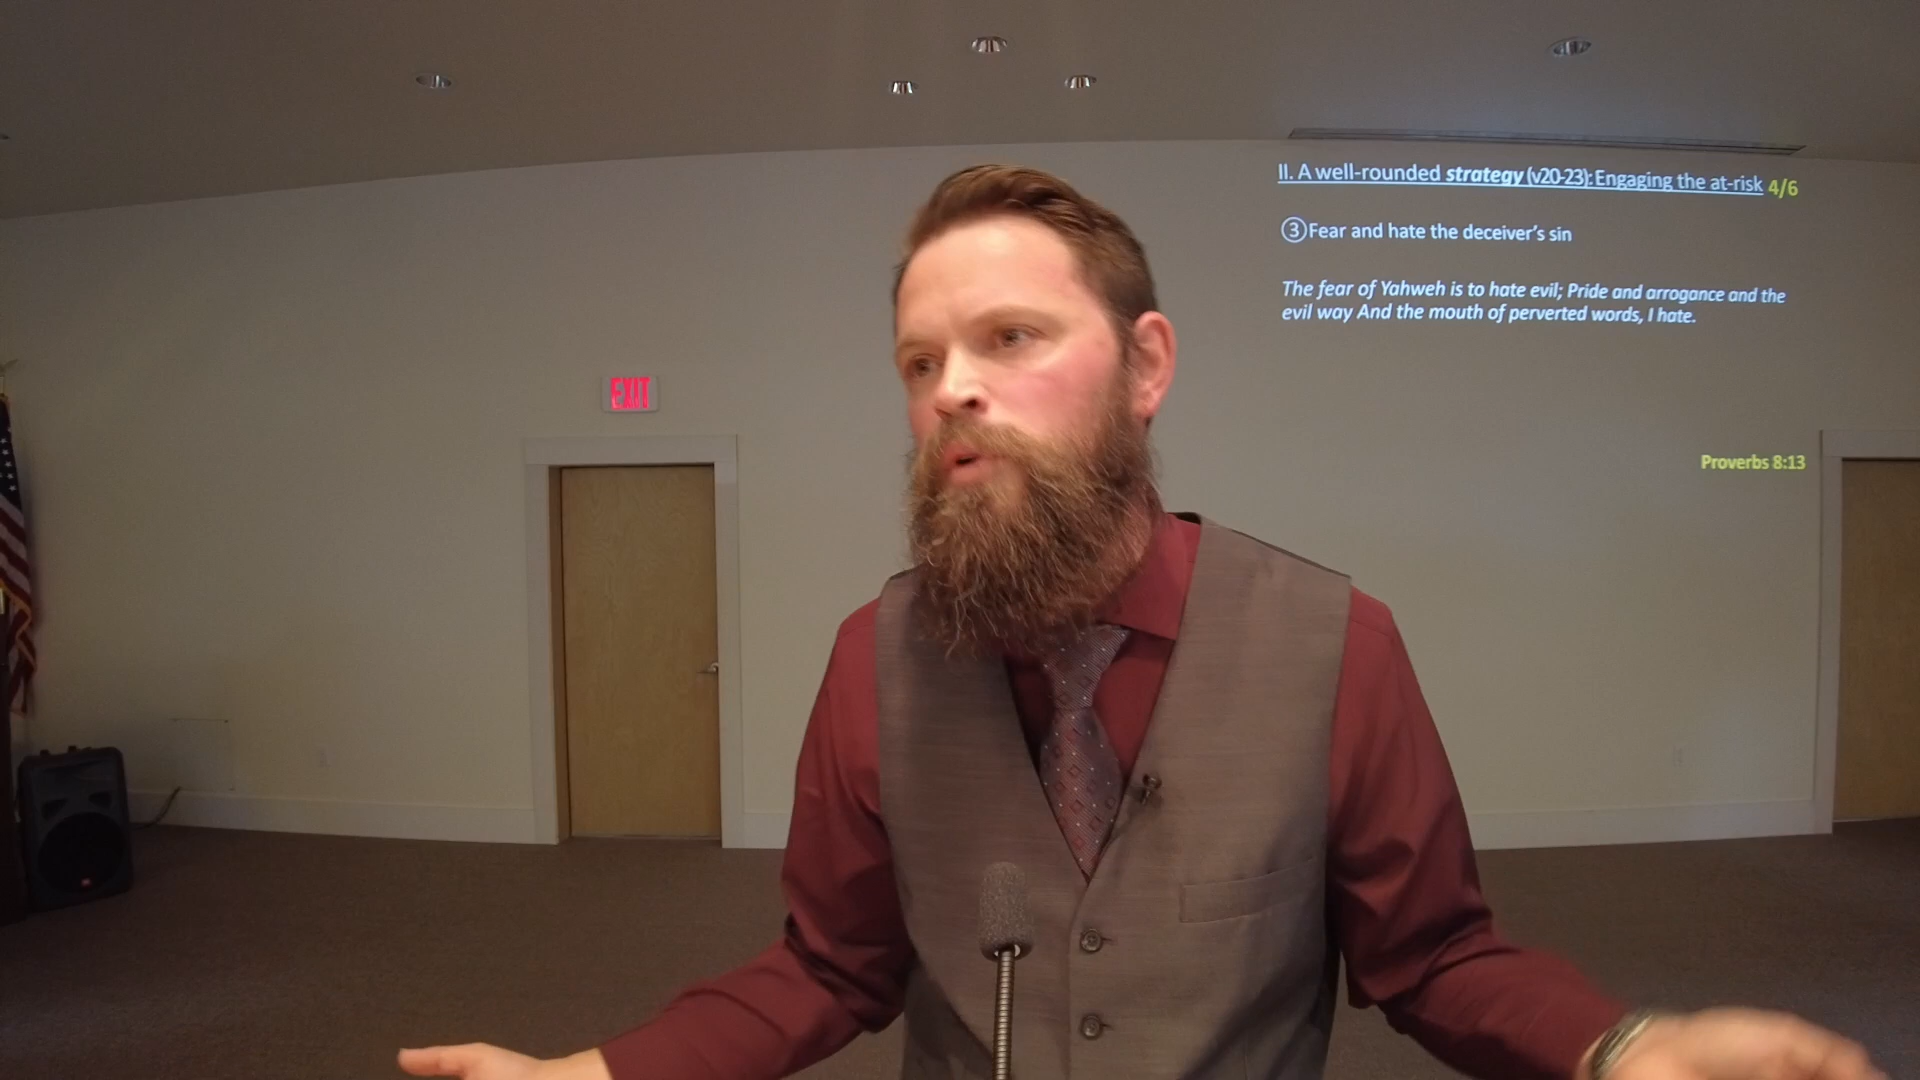 II. A well-rounded strategy (v20-23): Engaging the at-risk 4/6
③Fear and hate the deceiver's sin
The fear of Yahweh is to hate evil; Pride and arrogance and the
evil way And the mouth of perverted words, I hate.
EXIT
Proverbs 8:13